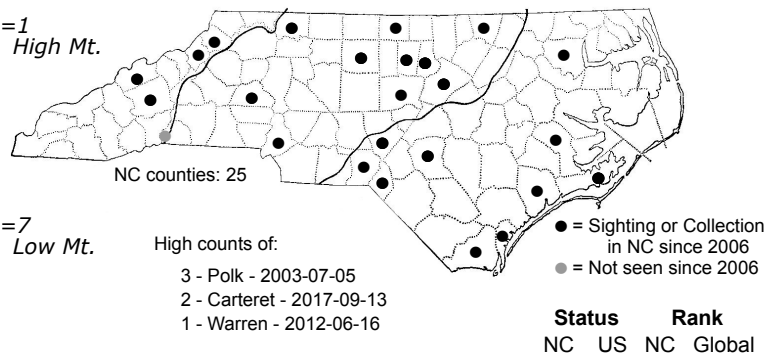 =1
High Mt.
NC counties: 25
=7
Low Mt.
High counts of:
3 - Polk - 2003-07-05
2 - Carteret - 2017-09-13
1 - Warren - 2012-06-16
= Sighting or Collection
in NC since 2006
= Not seen since 2006
Status Rank
NC US NC Global